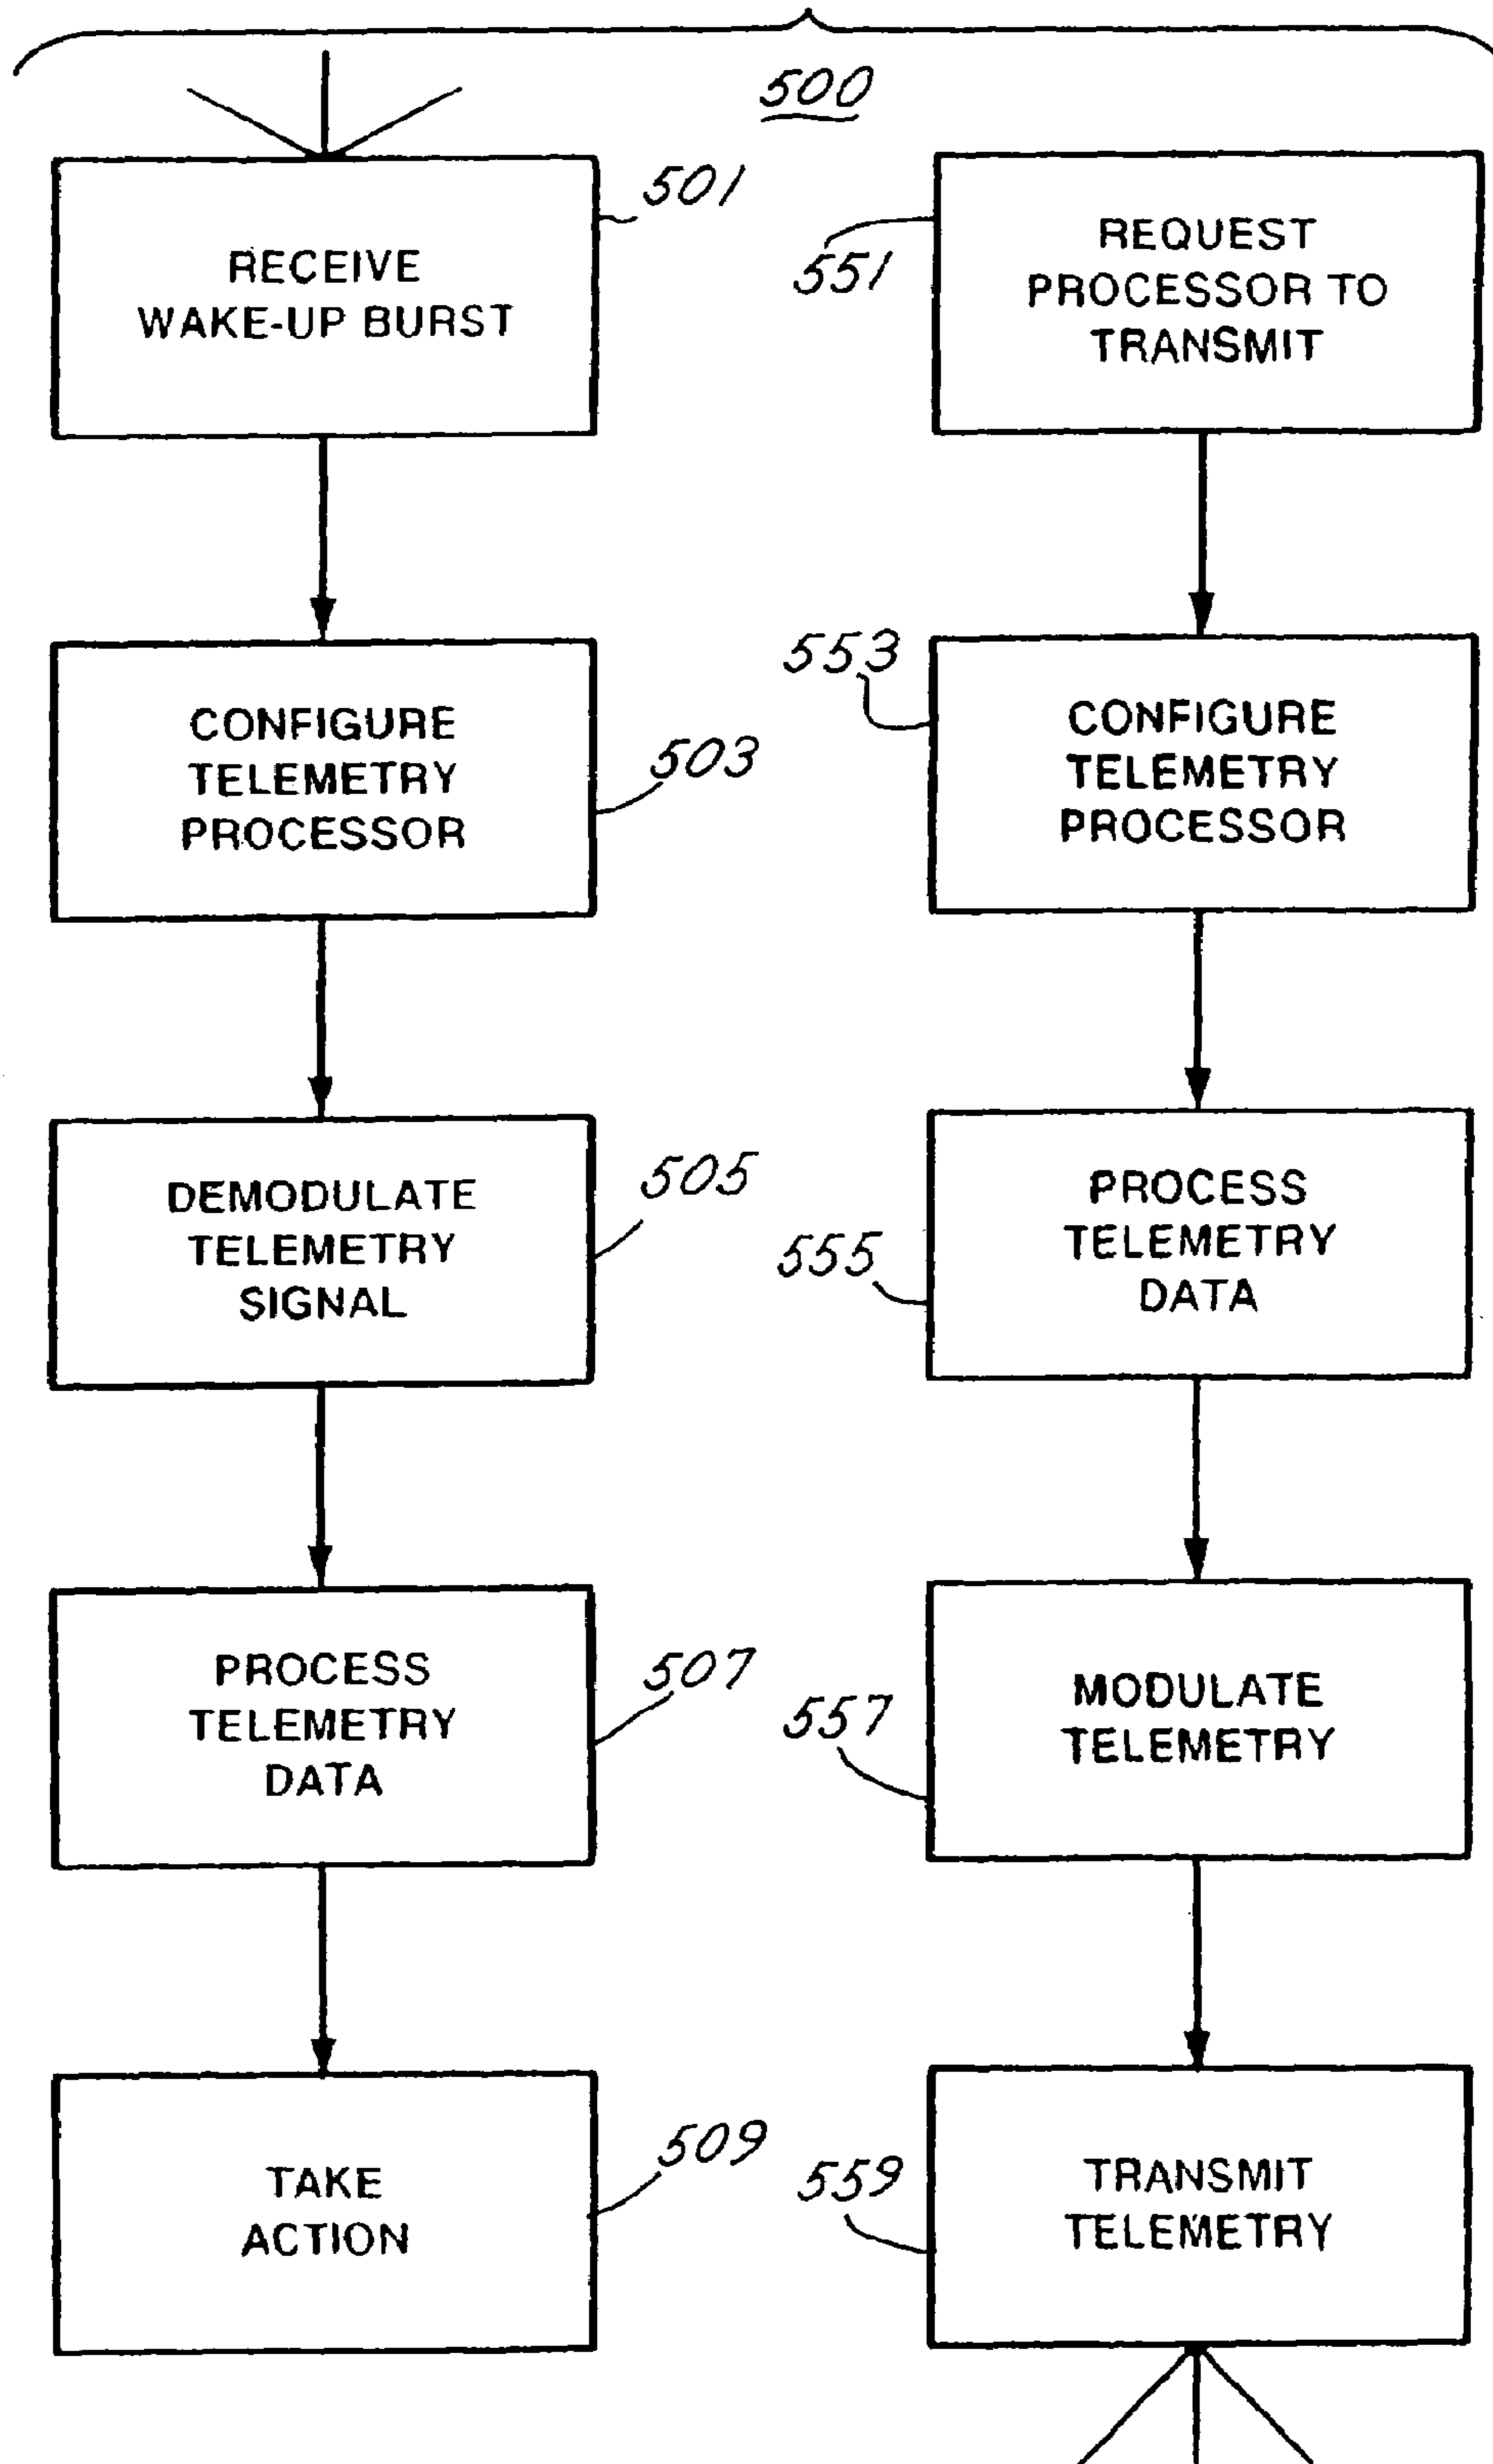 500
501
RECEIVE
WAKE-UP BURST
503
CONFIGURE
TELEMETRY
PROCESSOR
505
DEMODULATE
TELEMETRY
SIGNAL
507
PROCESS
TELEMETRY
DATA
509
TAKE
ACTION
551
REQUEST
PROCESSOR TO
TRANSMIT
553
CONFIGURE
TELEMETRY
PROCESSOR
555
PROCESS
TELEMETRY
DATA
557
MODULATE
TELEMETRY
559
TRANSMIT
TELEMETRY